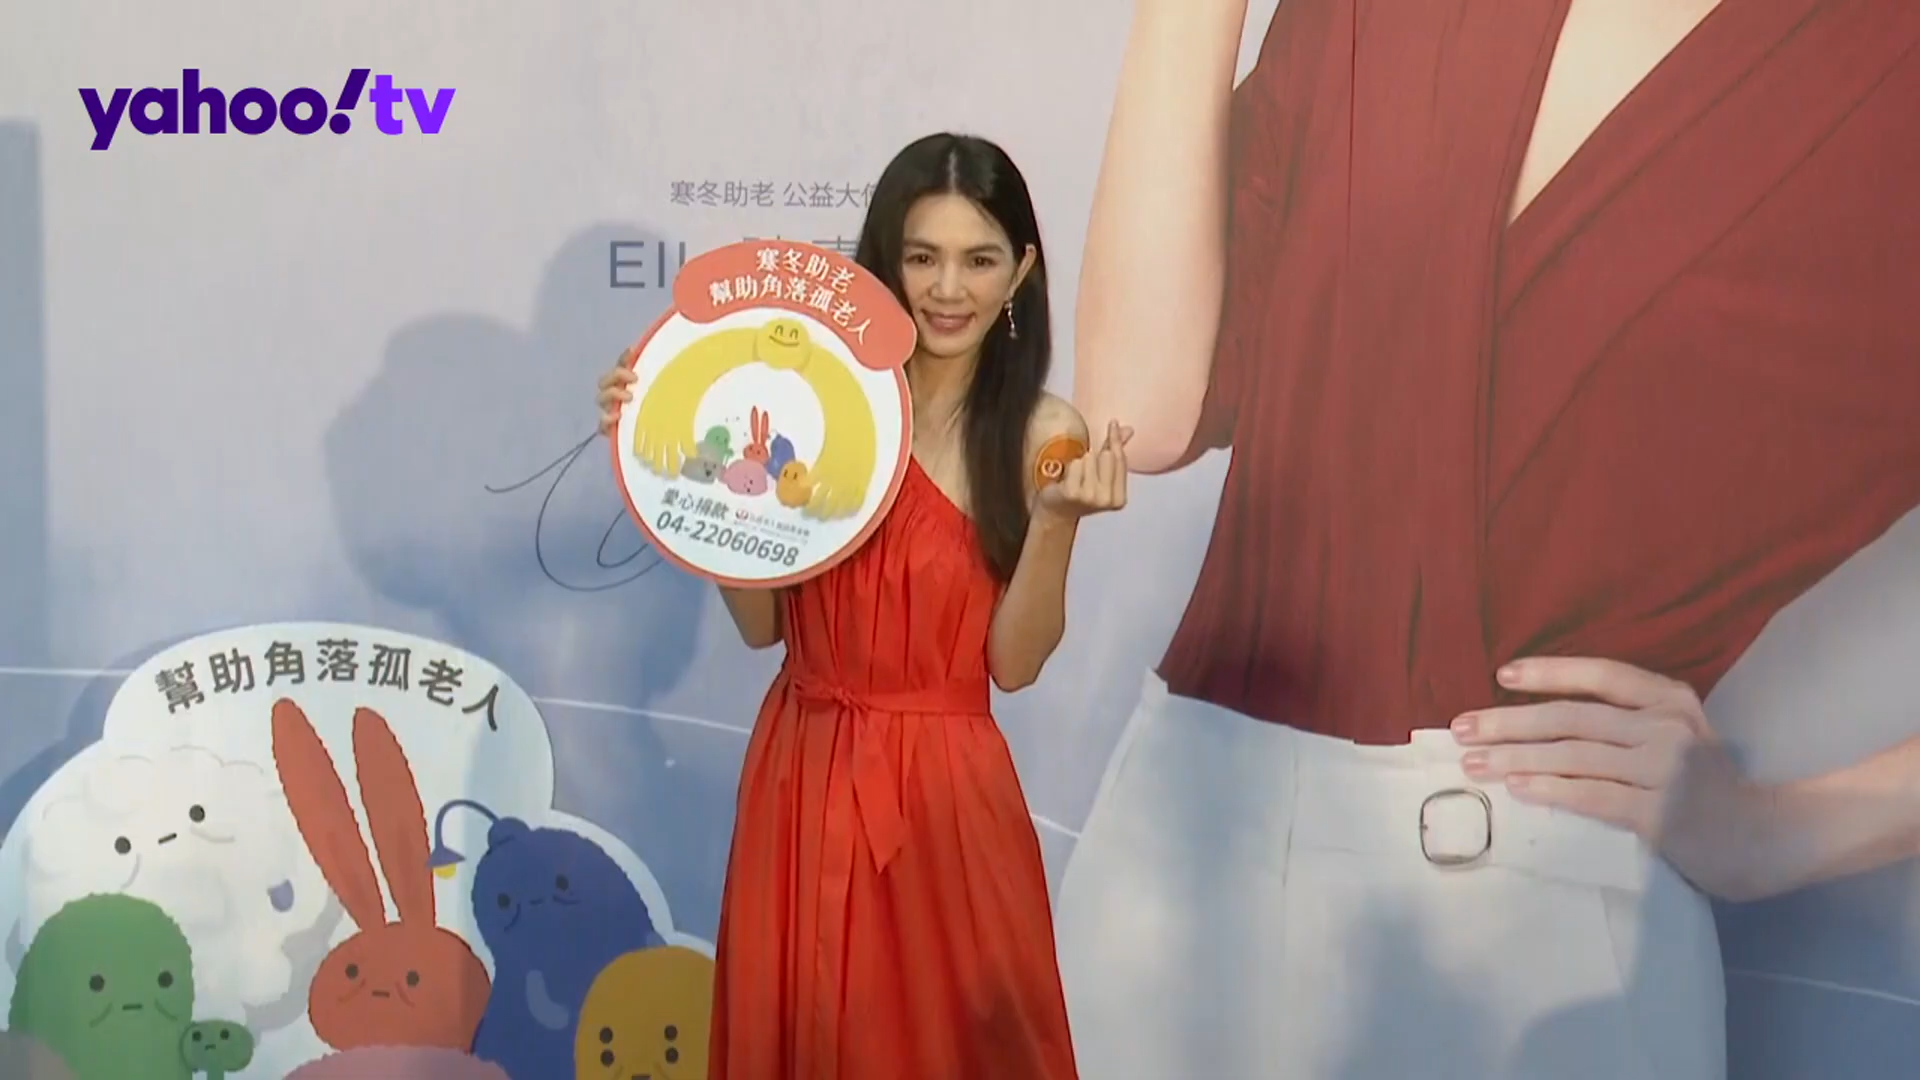 yahoo!tv
寒冬助老 公益大
寒冬助老
幫助角落孤老人
愛心捐款
04-22060698
幫助角落孤老人